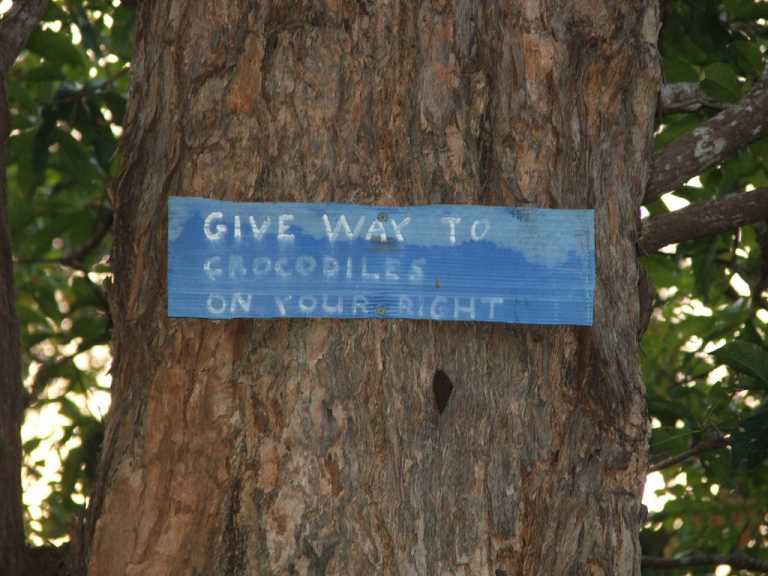 GIVE WAY TO
CROCODILES
ON YOUR RIGHT